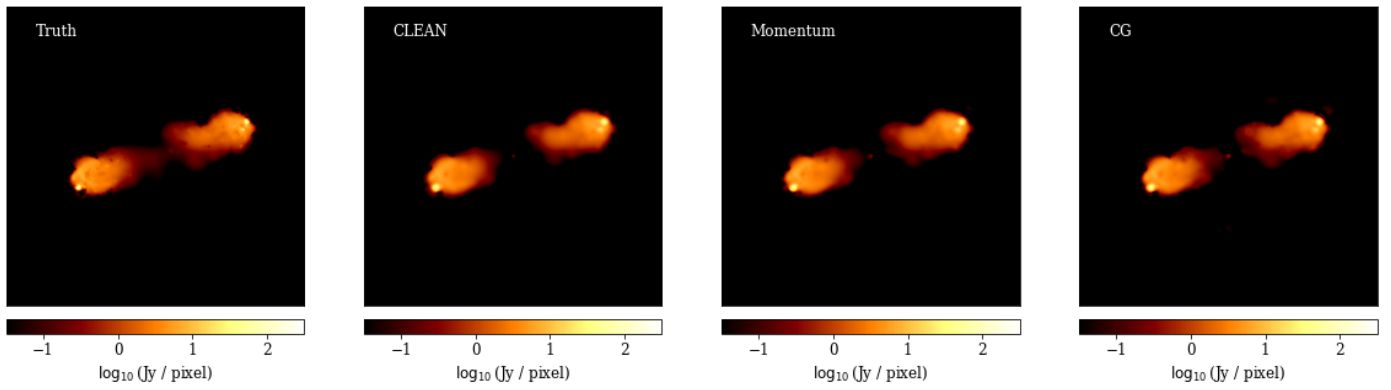 Truth
CLEAN
Momentum
CG
−1 0 1 2
−1 0 1 2
−1 0 1 2
−1 0 1 2
log₁₀ (Jy / pixel)
log₁₀ (Jy / pixel)
log₁₀ (Jy / pixel)
log₁₀ (Jy / pixel)